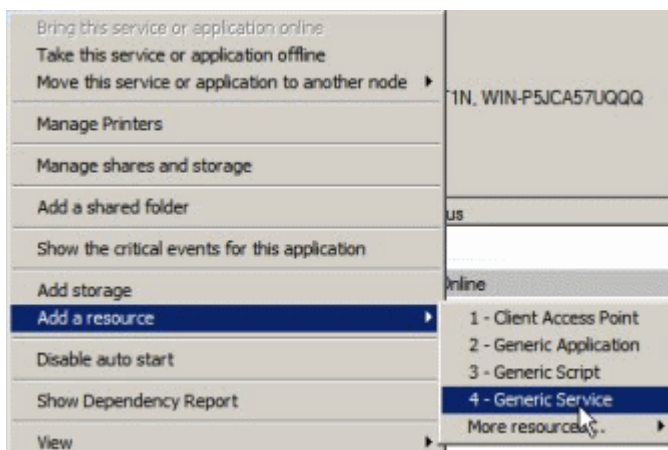 Bring this service or application online
Take this service or application offline
Move this service or application to another node
T1N, WIN-P5JCA57UQQQ
Manage Printers
Manage shares and storage
Add a shared folder
us
Show the critical events for this application
Add storage
Online
Add a resource
1 - Client Access Point
2 - Generic Application
Disable auto start
3 - Generic Script
Show Dependency Report
4 - Generic Service
More resources...
View